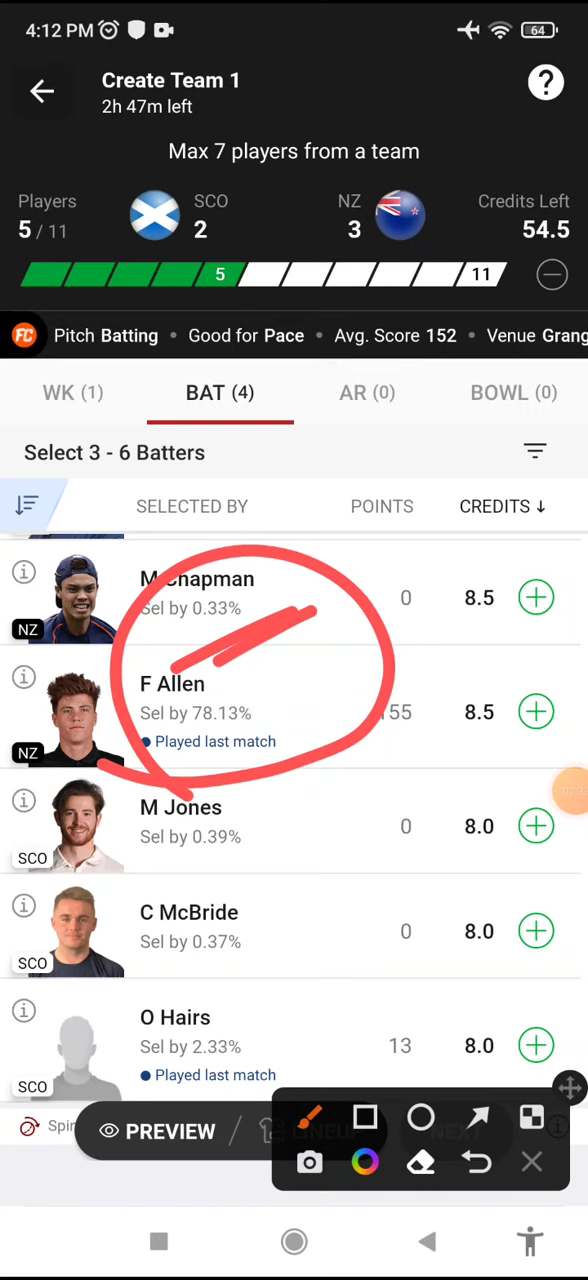 4:12 PM
64
Create Team 1
2h 47m left
?
Max 7 players from a team
Players
SCO
NZ
Credits Left
5 / 11
2
3
54.5
5
11
FC Pitch Batting • Good for Pace • Avg. Score 152 • Venue Grang
WK (1) BAT (4) AR (0) BOWL (0)
Select 3 - 6 Batters
SELECTED BY POINTS CREDITS ↓
M Chapman
Sel by 0.33%
0
8.5
NZ
F Allen
Sel by 78.13%
155
8.5
Played last match
NZ
M Jones
Sel by 0.39%
0
8.0
SCO
C McBride
Sel by 0.37%
0
8.0
SCO
O Hairs
Sel by 2.33%
13
8.0
Played last match
SCO
Spin
PREVIEW / LINEUP
NEXT